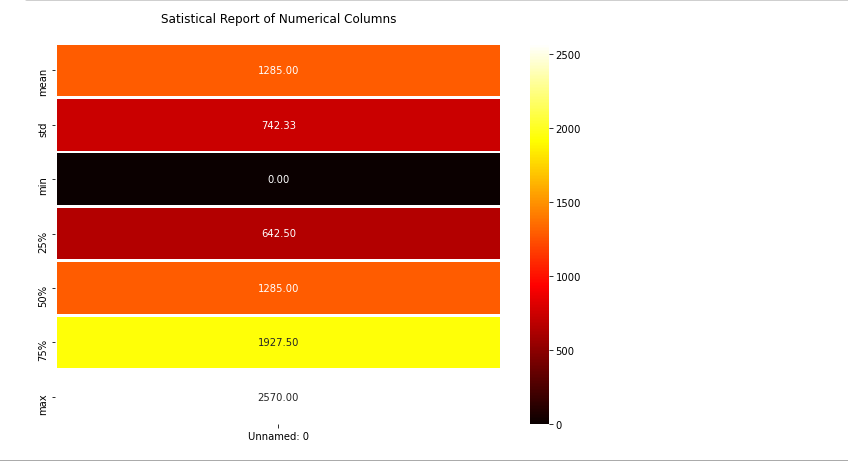 Satistical Report of Numerical Columns
mean
1285.00
std
742.33
min
0.00
25%
642.50
50%
1285.00
75%
1927.50
max
2570.00
Unnamed: 0
2500
2000
1500
1000
500
0